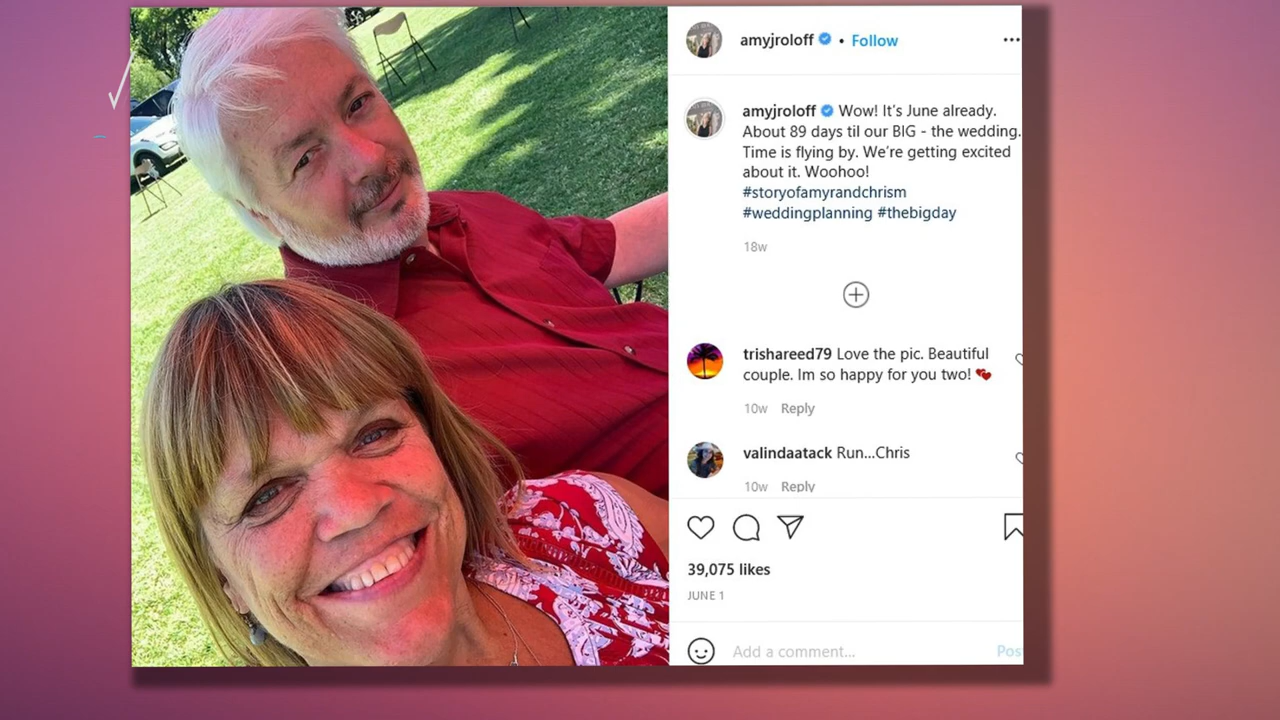 amyjroloff • Follow
amyjroloff Wow! It's June already.
About 89 days til our BIG - the wedding.
Time is flying by. We're getting excited
about it. Woohoo!
#storyofamyrandchrism
#weddingplanning #thebigday
18w
trishareed79 Love the pic. Beautiful
couple. Im so happy for you two!
10w Reply
valindaatack Run...Chris
10w Reply
39,075 likes
JUNE 1
Add a comment... Pos